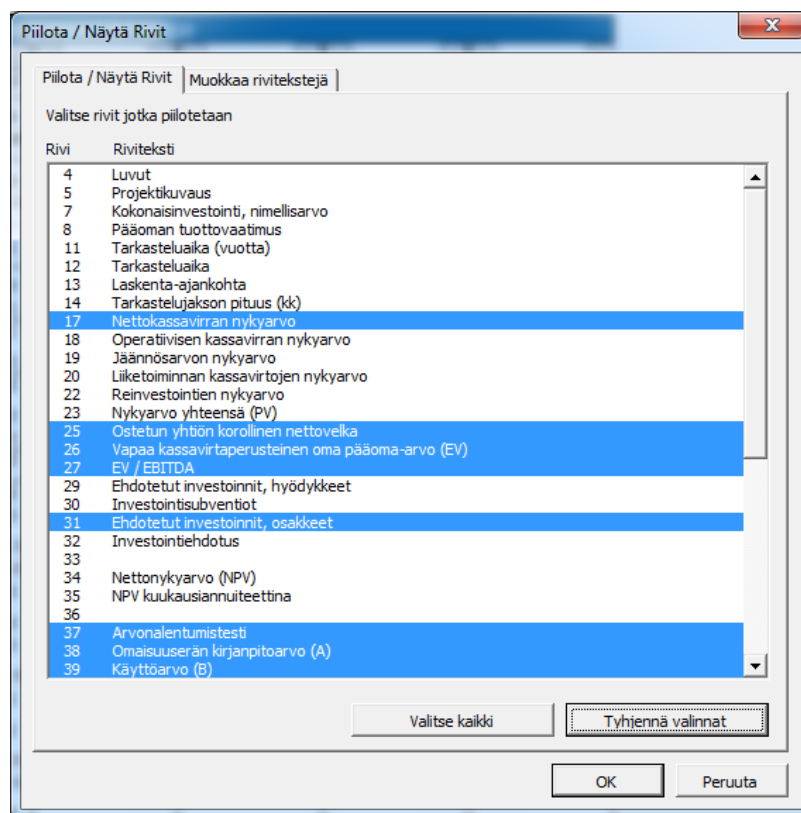 Piilota / Näytä Rivit
Piilota / Näytä Rivit Muokkaa rivitekstejä
Valitse rivit jotka piilotetaan
Rivi Riviteksti
4 Luvut
5 Projektikuvaus
7 Kokonaisinvestointi, nimellisarvo
8 Pääoman tuottovaatimus
11 Tarkasteluaika (vuotta)
12 Tarkasteluaika
13 Laskenta-ajankohta
14 Tarkastelujakson pituus (kk)
17 Nettokassavirran nykyarvo
18 Operatiivisen kassavirran nykyarvo
19 Jäännösarvon nykyarvo
20 Liiketoiminnan kassavirtojen nykyarvo
22 Reinvestointien nykyarvo
23 Nykyarvo yhteensä (PV)
25 Ostetun yhtiön korollinen nettovelka
26 Vapaa kassavirtaperusteinen oma pääoma-arvo (EV)
27 EV / EBITDA
29 Ehdotetut investoinnit, hyödykkeet
30 Investointisubventiot
31 Ehdotetut investoinnit, osakkeet
32 Investointiehdotus
33
34 Nettonykyarvo (NPV)
35 NPV kuukausiannuiteettina
36
37 Arvonalentumistesti
38 Omaisuuserän kirjanpitoarvo (A)
39 Käyttöarvo (B)
Valitse kaikki Tyhjennä valinnat
OK Peruuta